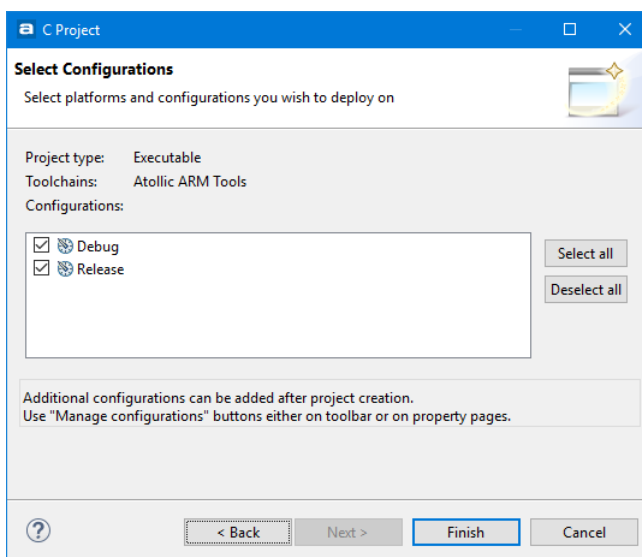 a C Project
Select Configurations
Select platforms and configurations you wish to deploy on
Project type: Executable
Toolchains: Atollic ARM Tools
Configurations:
Debug
Release
Select all
Deselect all
Additional configurations can be added after project creation.
Use "Manage configurations" buttons either on toolbar or on property pages.
? < Back Next > Finish Cancel